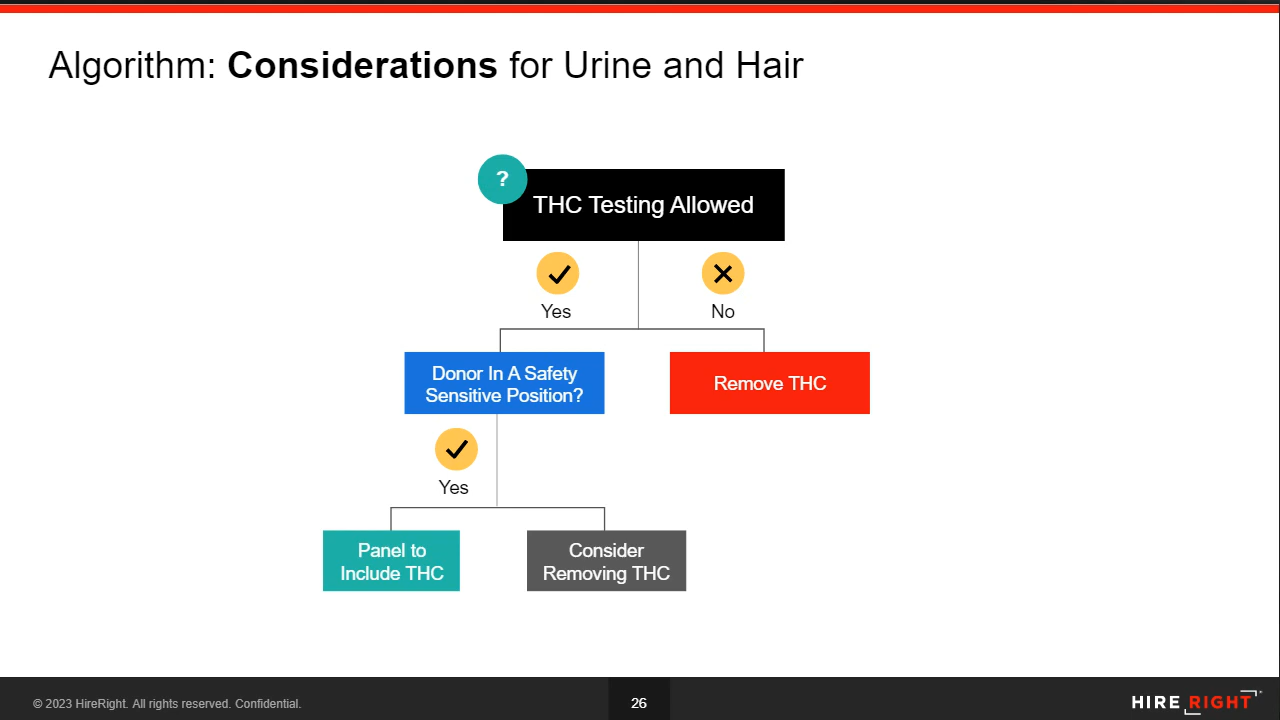 Algorithm: Considerations for Urine and Hair
?
THC Testing Allowed
Yes
No
Donor In A Safety
Sensitive Position?
Remove THC
Yes
Panel to
Include THC
Consider
Removing THC
© 2023 HireRight. All rights reserved. Confidential.
26
HIRE RIGHT